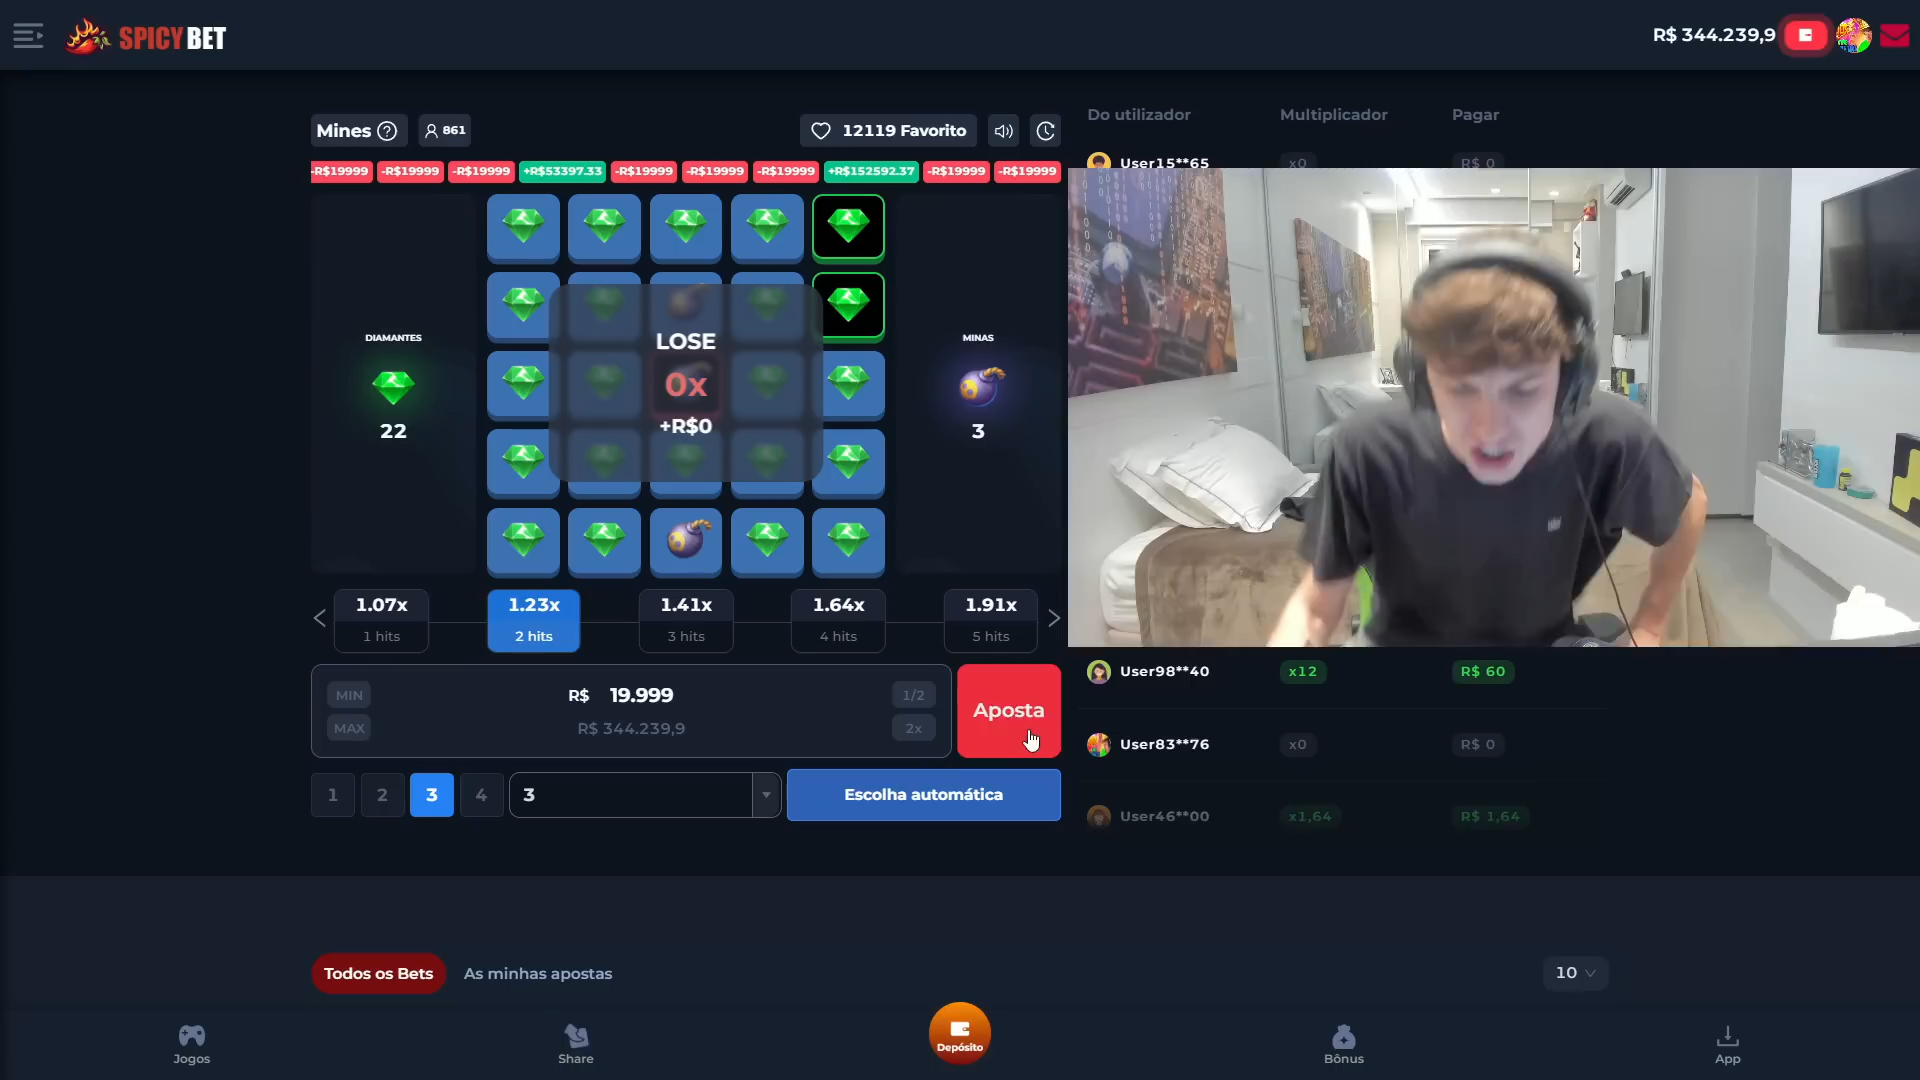 SPICYBET
R$ 344.239,9
Mines
861
12119 Favorito
Do utilizador
Multiplicador
Pagar
-R$19999
-R$19999
-R$19999
+R$53397.33
-R$19999
-R$19999
-R$19999
+R$152592.37
-R$19999
-R$19999
User15**65
x0
R$ 0
DIAMANTES
22
LOSE
0x
+R$0
MINAS
3
1.07x
1 hits
1.23x
2 hits
1.41x
3 hits
1.64x
4 hits
1.91x
5 hits
MIN
R$ 19.999
1/2
MAX
R$ 344.239,9
2x
Aposta
1
2
3
4
3
Escolha automática
User98**40
x12
R$ 60
User83**76
x0
R$ 0
User46**00
x1,64
R$ 1,64
Todos os Bets
As minhas apostas
10
Jogos
Share
Depósito
Bônus
App